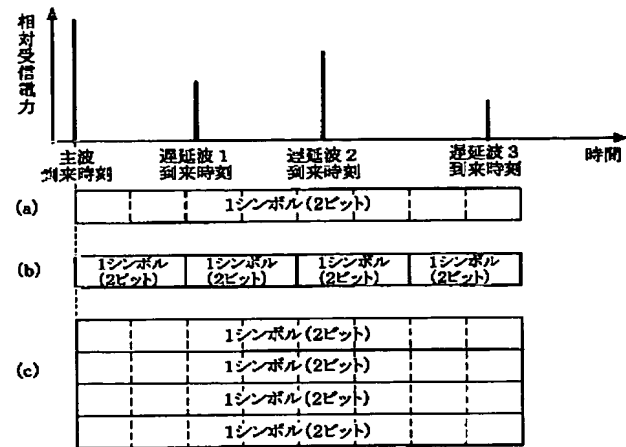 相対受信電力
主波
到来時刻
遅延波1
到来時刻
遅延波2
到来時刻
遅延波3
到来時刻
時間
(a)
1シンボル(2ビット)
(b)
1シンボル
(2ビット)
1シンボル
(2ビット)
1シンボル
(2ビット)
1シンボル
(2ビット)
(c)
1シンボル(2ビット)
1シンボル(2ビット)
1シンボル(2ビット)
1シンボル(2ビット)